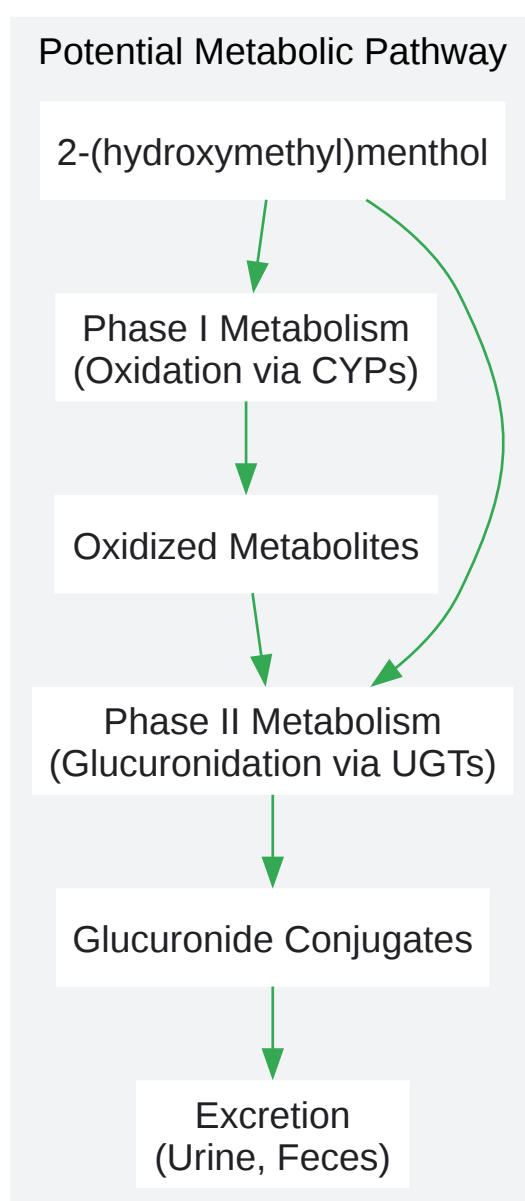 Potential Metabolic Pathway
2-(hydroxymethyl)menthol
Phase I Metabolism
(Oxidation via CYPs)
Oxidized Metabolites
Phase II Metabolism
(Glucuronidation via UGTs)
Glucuronide Conjugates
Excretion
(Urine, Feces)